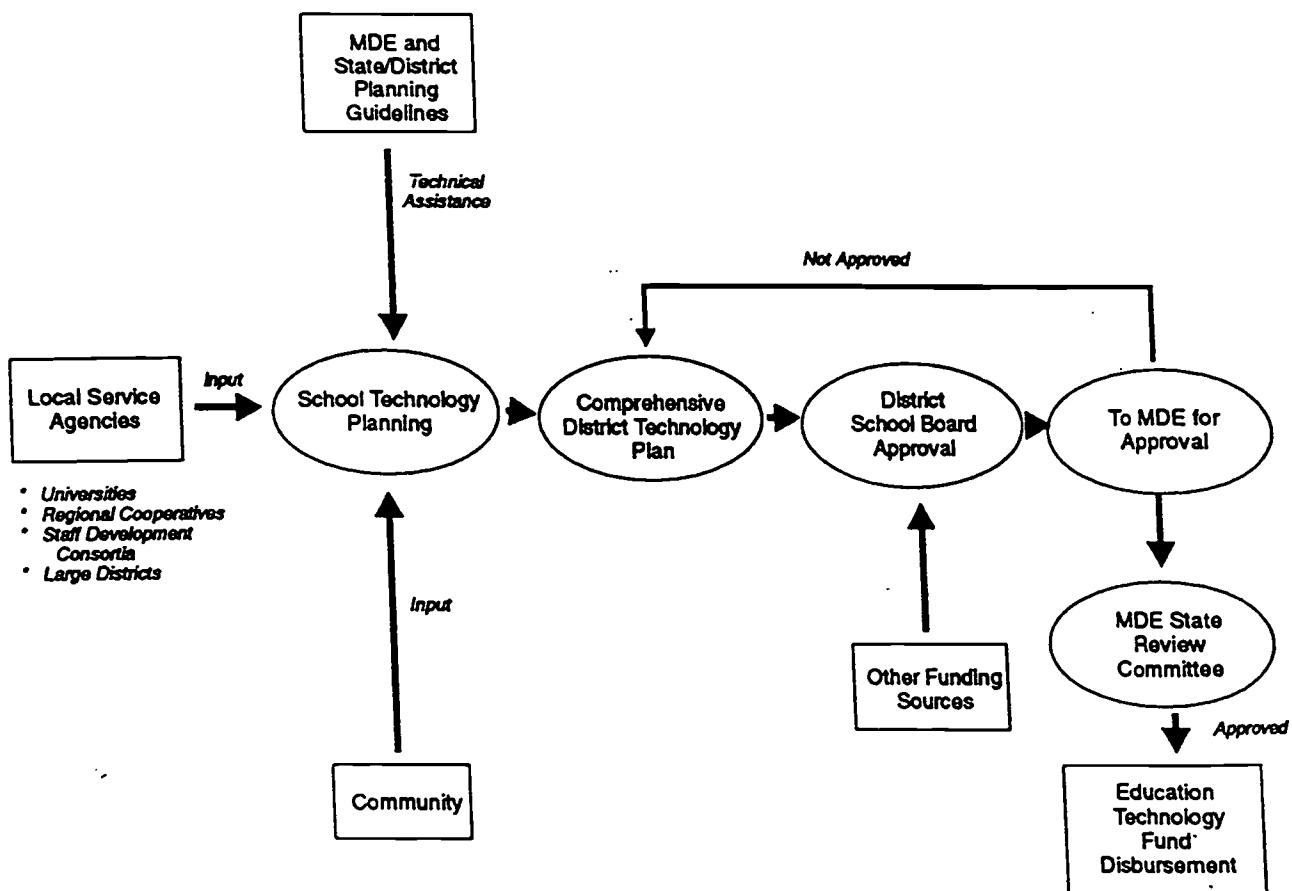 MDE and
State/District
Planning
Guidelines
Technical
Assistance
Not Approved
Local Service
Agencies
Input
School Technology
Planning
Comprehensive
District Technology
Plan
District
School Board
Approval
To MDE for
Approval
* Universities
* Regional Cooperatives
* Staff Development
Consortia
* Large Districts
Input
Other Funding
Sources
MDE State
Review
Committee
Approved
Community
Education
Technology
Fund
Disbursement